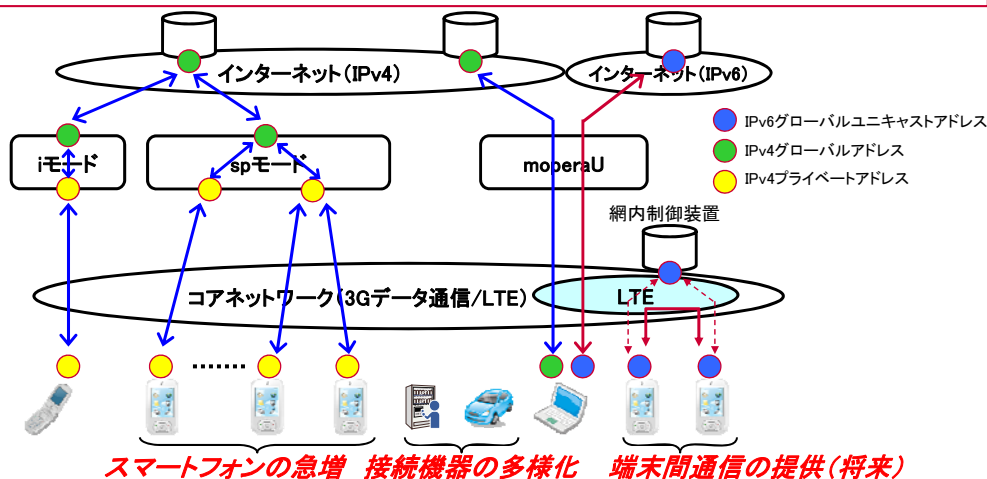 インターネット(IPv4)
インターネット(IPv6)
IPv6グローバルユニキャストアドレス
IPv4グローバルアドレス
IPv4プライベートアドレス
iモード
spモード
moperaU
網内制御装置
コアネットワーク(3Gデータ通信/LTE)
LTE
スマートフォンの急増 接続機器の多様化 端末間通信の提供(将来)